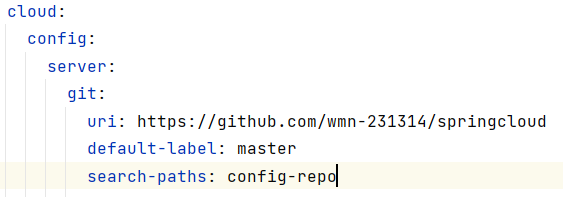 cloud:
config:
server:
git:
uri: https://github.com/wmn-231314/springcloud
default-label: master
search-paths: config-repo